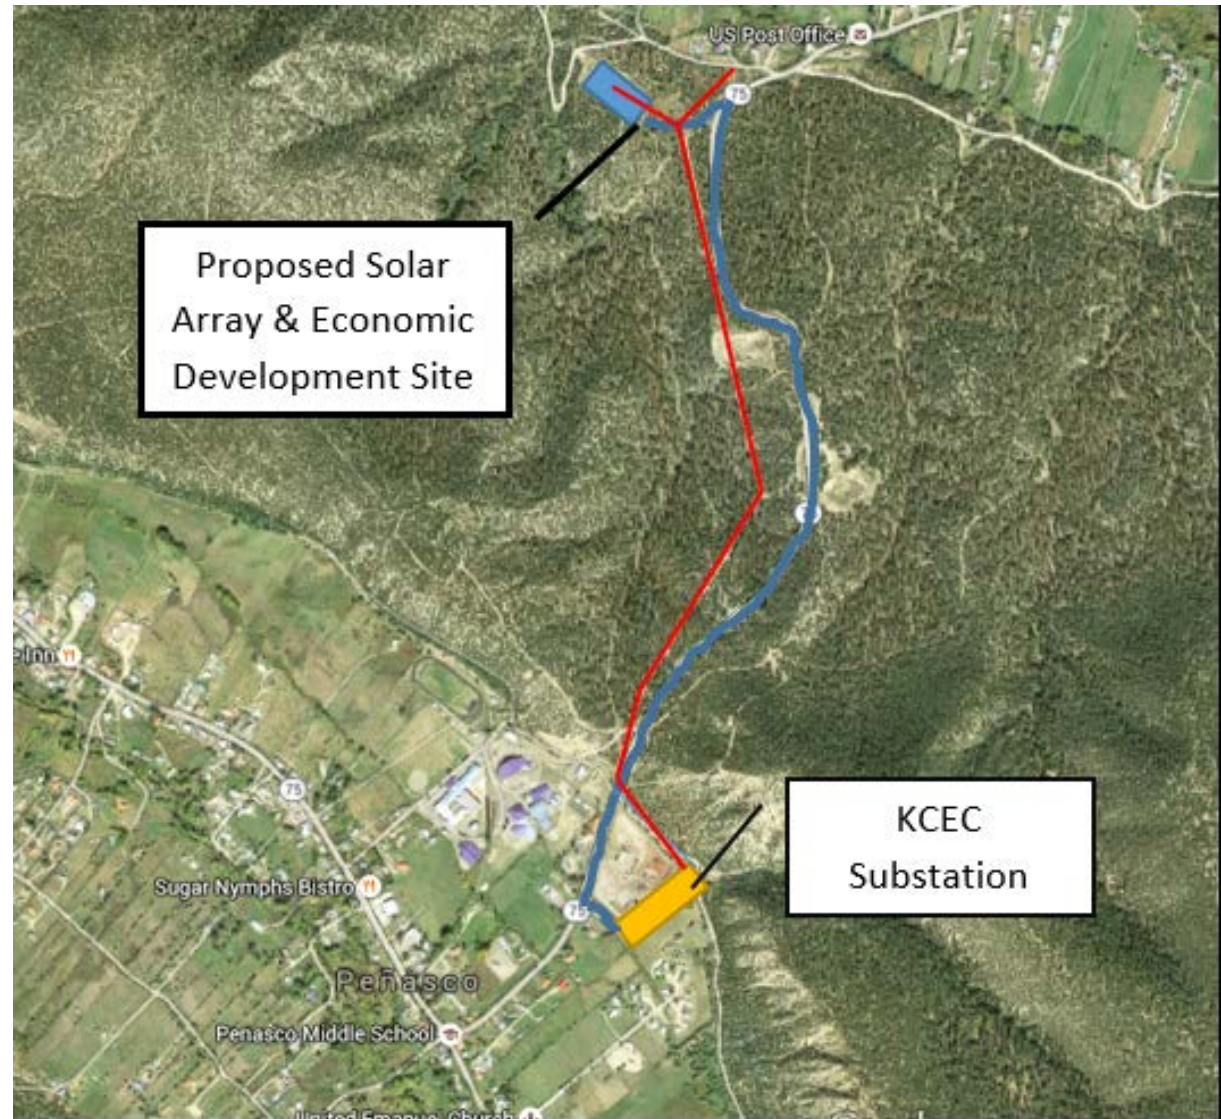 US Post Office
75
Proposed Solar
Array & Economic
Development Site
75
KCEC
Substation
Sugar Nymphs Bistro
75
Peñasco
Penasco Middle School